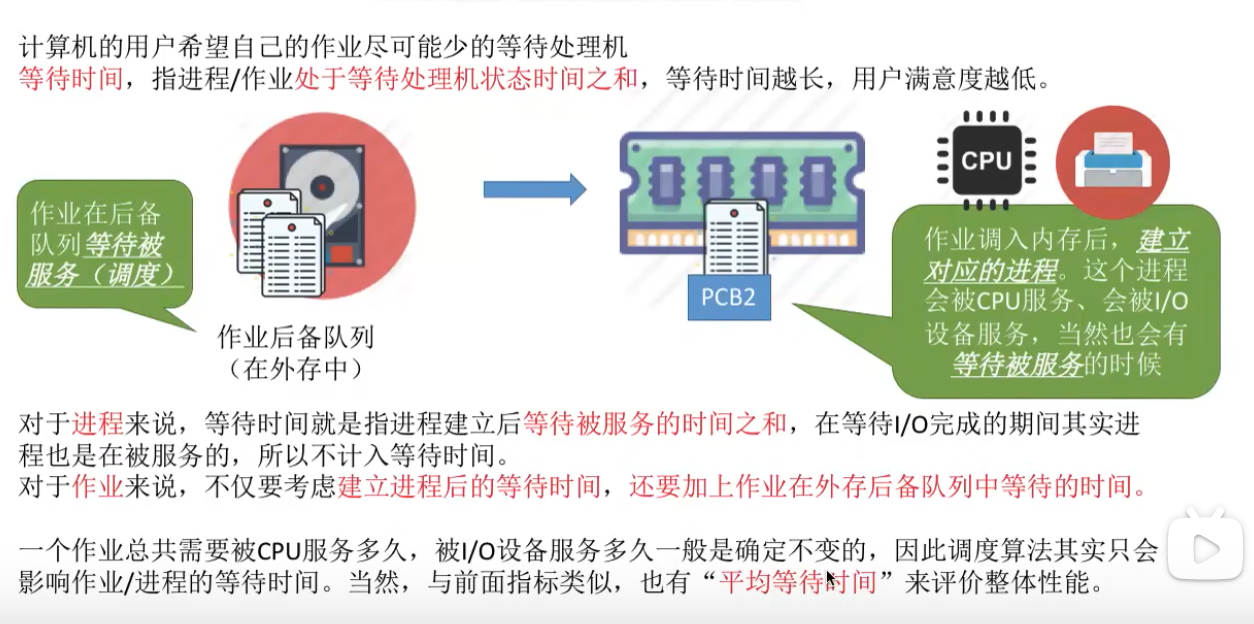 计算机的用户希望自己的作业尽可能少的等待处理机
等待时间，指进程/作业处于等待处理机状态时间之和，等待时间越长，用户满意度越低。
作业在后备
队列等待被
服务（调度）
作业后备队列
（在外存中）
PCB2
CPU
作业调入内存后，建立
对应的进程。这个进程
会被CPU服务、会被I/O
设备服务，当然也会有
等待被服务的时候
对于进程来说，等待时间就是指进程建立后等待被服务的时间之和，在等待I/O完成的期间其实进
程也是在被服务的，所以不计入等待时间。
对于作业来说，不仅要考虑建立进程后的等待时间，还要加上作业在外存后备队列中等待的时间。
一个作业总共需要被CPU服务多久，被I/O设备服务多久一般是确定不变的，因此调度算法其实只会
影响作业/进程的等待时间。当然，与前面指标类似，也有“平均等待时间”来评价整体性能。